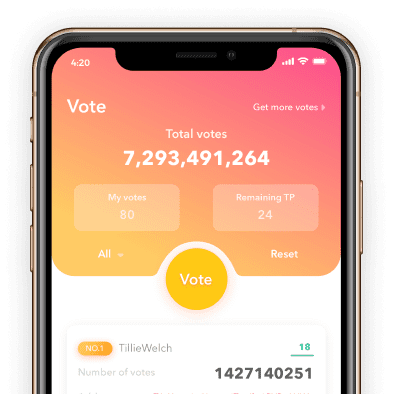 4:20
Vote
Get more votes
Total votes
7,293,491,264
My votes
80
Remaining TP
24
All
Reset
Vote
NO.1
TillieWelch
18
Number of votes
1427140251